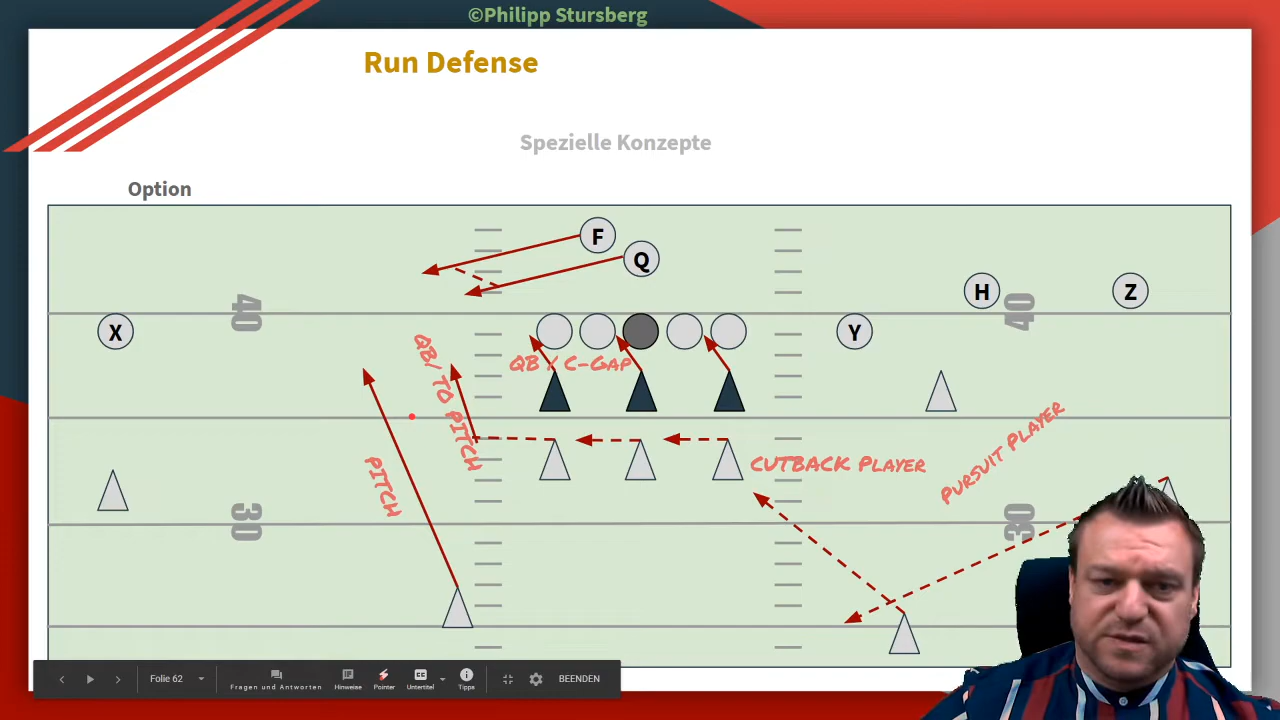 ©Philipp Stursberg
Run Defense
Spezielle Konzepte
Option
F
Q
H
Z
40
40
X
Y
QB/ TO PITCH
QB / C-GAP
PITCH
CUTBACK PLAYER
PURSUIT PLAYER
30
30
Folie 62
Fragen und Antworten
Hinweise
Pointer
Untertitel
Tipps
BEENDEN